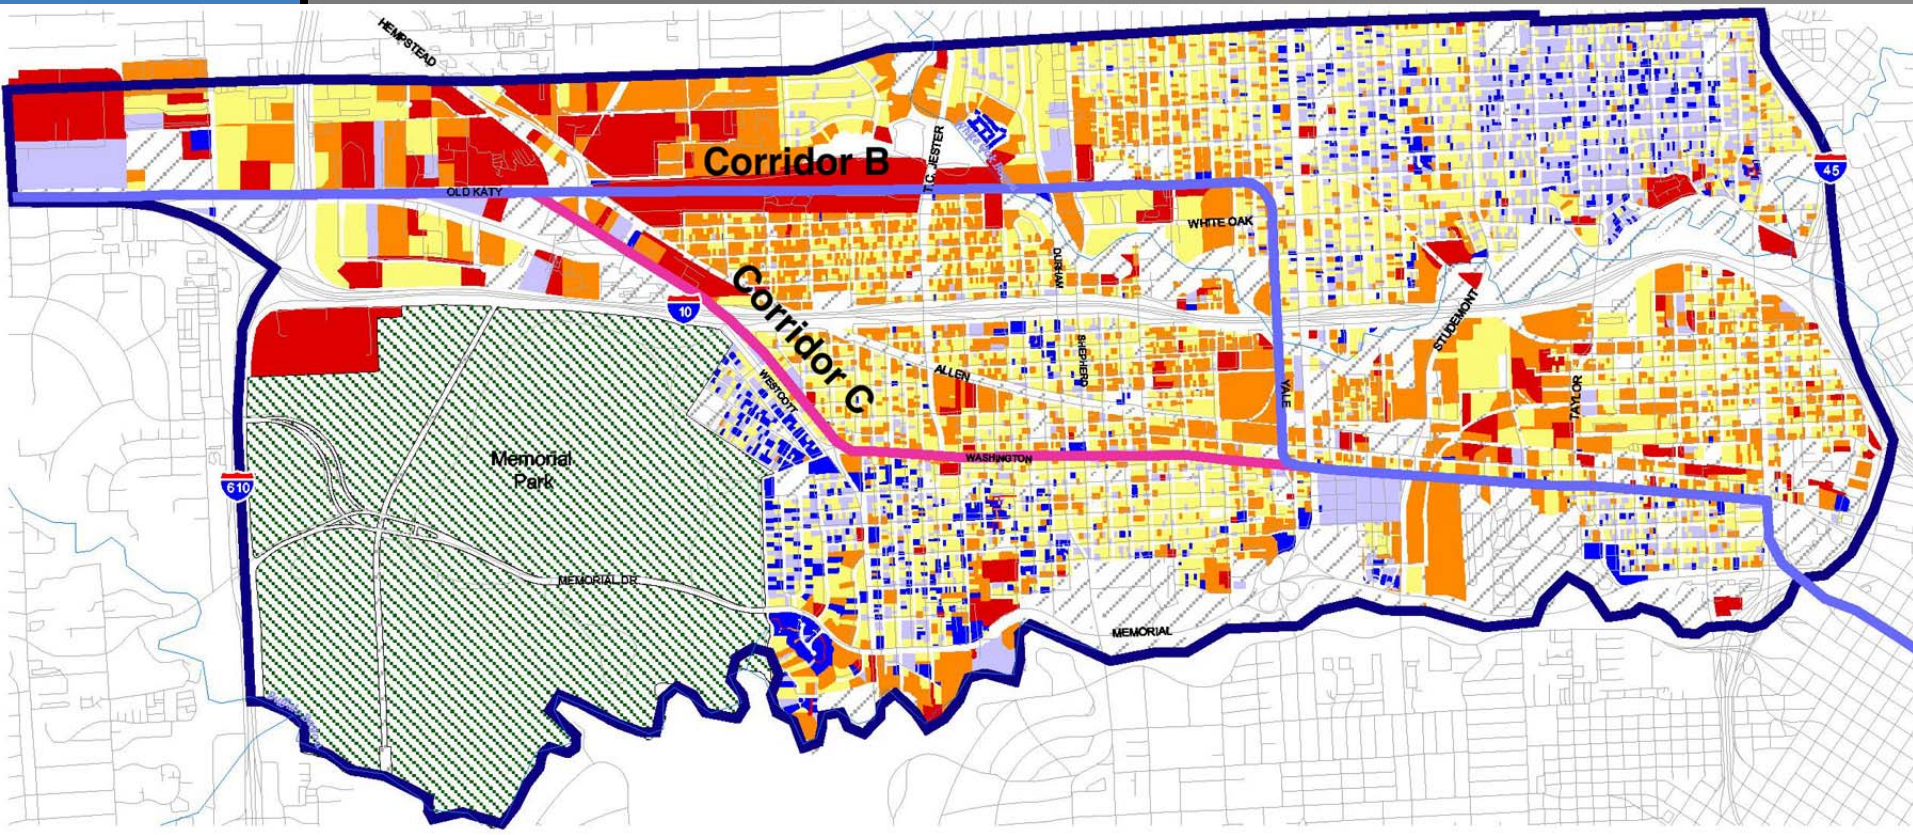 HEMPSTEAD
Corridor B
T.C. JESTER
45
OLD KATY
WHITE OAK
DURHAM
Corridor C
10
STUDEMONT
SHEPHERD
ALLEN
WESTCOTT
YALE
TAYLOR
Memorial
Park
WASHINGTON
610
MEMORIAL DR.
MEMORIAL